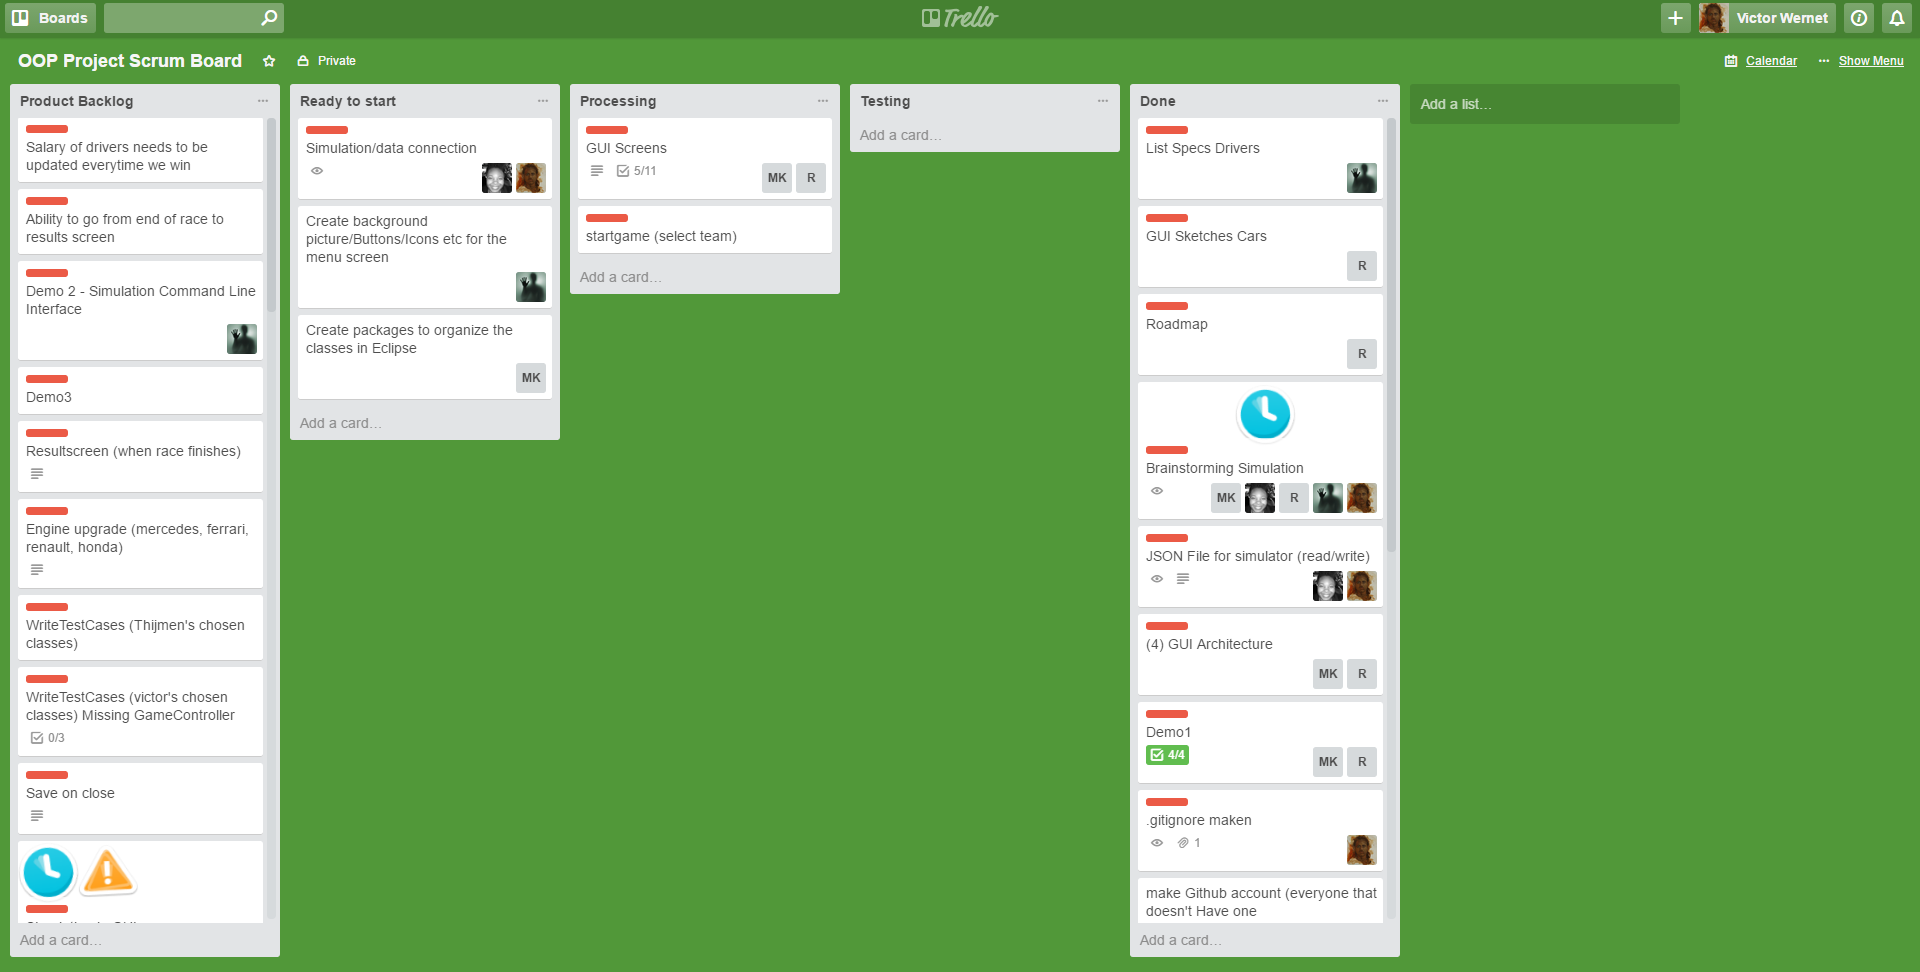 Boards
Trello
Victor Wernet
OOP Project Scrum Board
Private
Calendar
Show Menu
Product Backlog
Salary of drivers needs to be
updated everytime we win
Ability to go from end of race to
results screen
Demo 2 - Simulation Command Line
Interface
Demo3
Resultscreen (when race finishes)
Engine upgrade (mercedes, ferrari,
renault, honda)
WriteTestCases (Thijmen's chosen
classes)
WriteTestCases (victor's chosen
classes) Missing GameController
0/3
Save on close
Add a card...
Ready to start
Simulation/data connection
Create background
picture/Buttons/Icons etc for the
menu screen
Create packages to organize the
classes in Eclipse
MK
Add a card...
Processing
GUI Screens
5/11
MK R
startgame (select team)
Add a card...
Testing
Add a card...
Done
List Specs Drivers
GUI Sketches Cars
R
Roadmap
R
Brainstorming Simulation
MK R
JSON File for simulator (read/write)
(4) GUI Architecture
MK R
Demo1
4/4
MK R
.gitignore maken
1
make Github account (everyone that
doesn't Have one
Add a card...
Add a list...